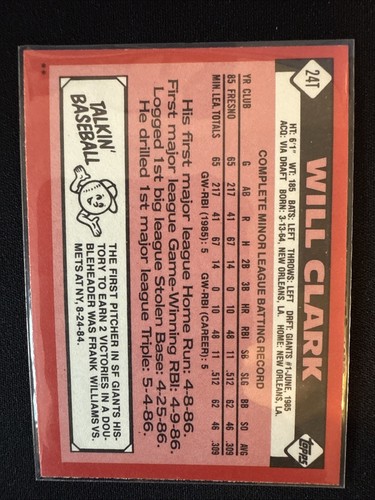 24T
WILL CLARK
topps
HT: 6'1" WT: 185 BATS: LEFT THROWS: LEFT DRFT: GIANTS #1-JUNE, 1985
ACQ: VIA DRAFT BORN: 3-13-64, NEW ORLEANS, LA. HOME: NEW ORLEANS, LA.
COMPLETE MINOR LEAGUE BATTING RECORD
YR CLUB G AB R H 2B 3B HR RBI SB SLG BB SO AVG
85 FRESNO 65 217 41 67 14 0 10 48 11 .512 62 46 .309
MIN.LEA. TOTALS 65 217 41 67 14 0 10 48 11 .512 62 46 .309
GW-RBI (1985): 5 GW-RBI (CAREER): 5
His first major league Home Run: 4-8-86.
First major league Game-Winning RBI: 4-9-86.
Logged 1st big league Stolen Base: 4-25-86.
He drilled 1st major league Triple: 5-4-86.
TALKIN'
BASEBALL
THE FIRST PITCHER IN SF GIANTS HIS-
TORY TO EARN 2 VICTORIES IN A DOU-
BLEHEADER WAS FRANK WILLIAMS VS.
METS AT NY, 8-24-84.
**